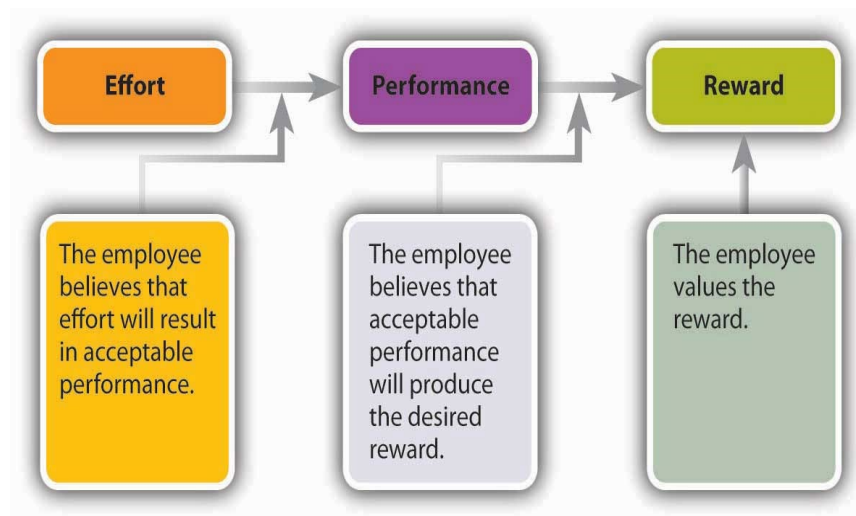 Effort
Performance
Reward
The employee
believes that
effort will result
in acceptable
performance.
The employee
believes that
acceptable
performance
will produce
the desired
reward.
The employee
values the
reward.